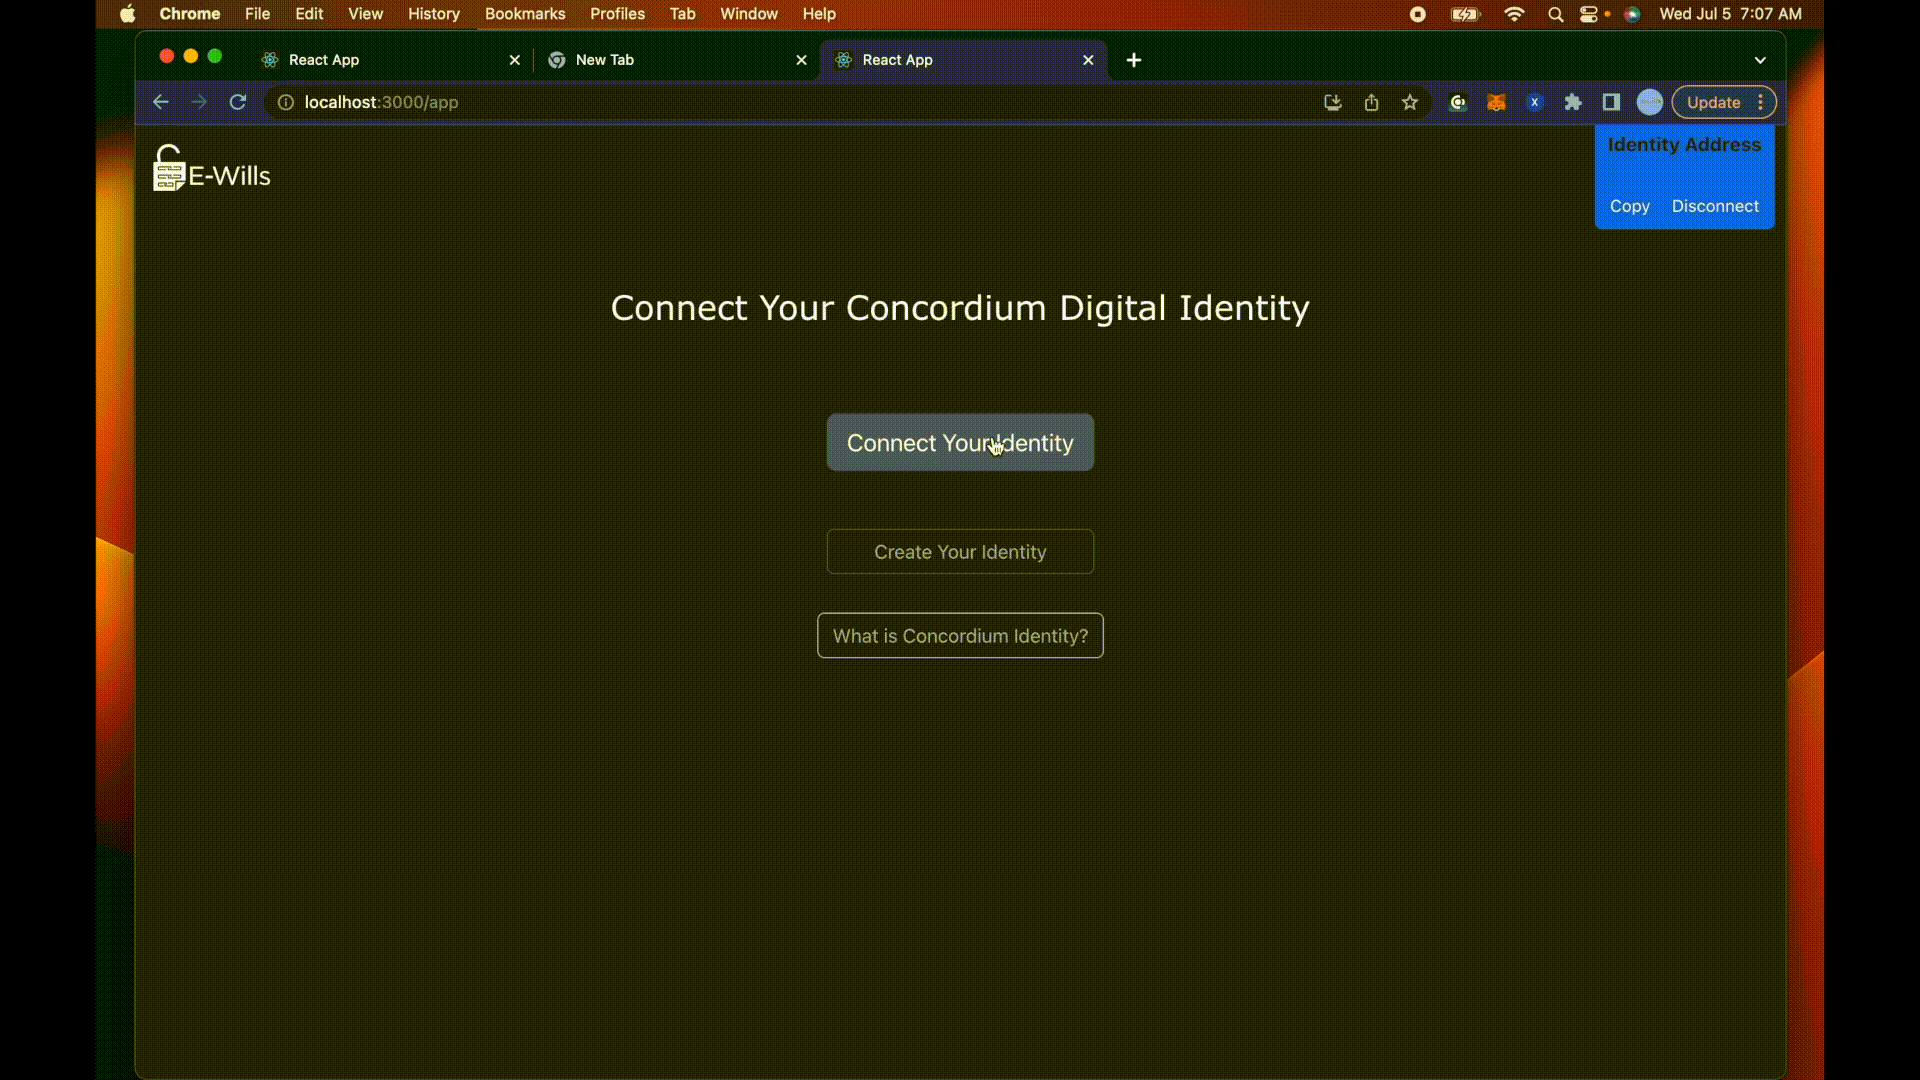 Chrome File Edit View History Bookmarks Profiles Tab Window Help
Wed Jul 5 7:07 AM
React App
New Tab
React App
localhost:3000/app
X
Update
E-Wills
Identity Address
Copy Disconnect
Connect Your Concordium Digital Identity
Connect Your Identity
Create Your Identity
What is Concordium Identity?